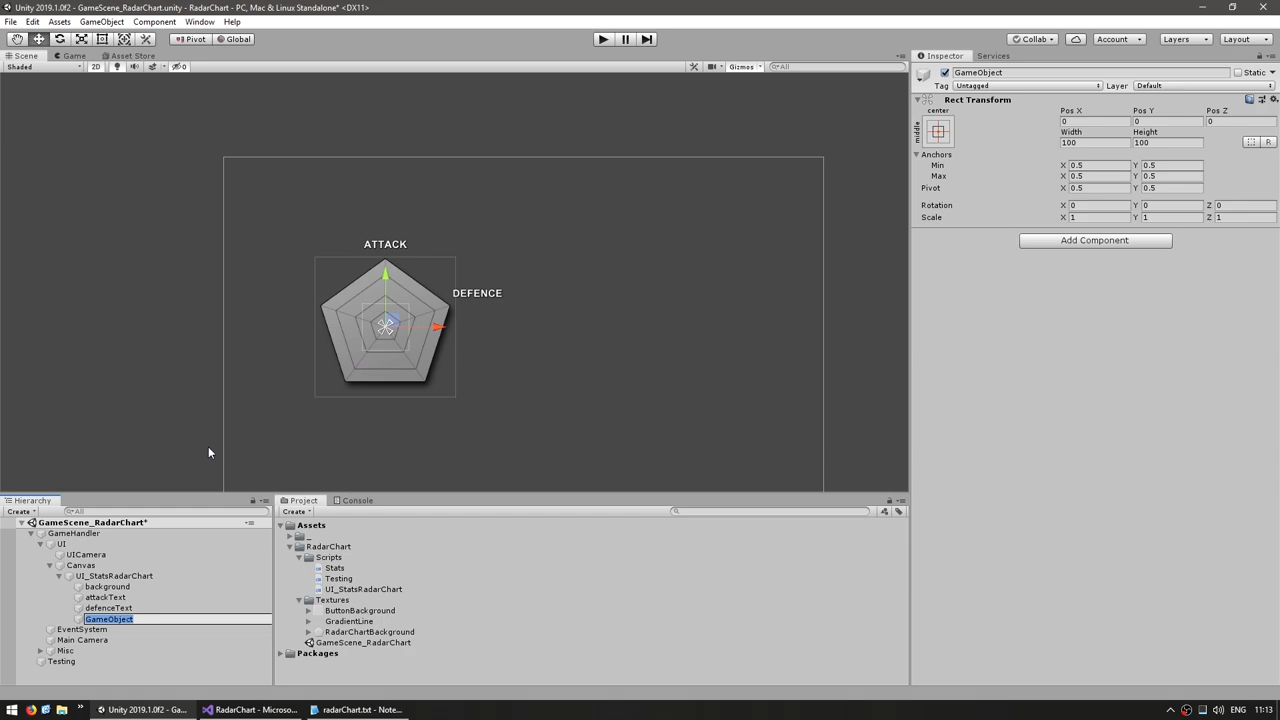 Unity 2019.1.0f2 - GameScene_RadarChart.unity - RadarChart - PC, Mac & Linux Standalone* <DX11>
File Edit Assets GameObject Component Window Help
Pivot Global Collab Account Layers Layout
Scene Game Asset Store Inspector Services
Shaded 2D 0 Gizmos All
GameObject Static
Tag Untagged Layer Default
Rect Transform
center Pos X Pos Y Pos Z
middle 0 0 0
Width Height
100 100 R
Anchors
Min X 0.5 Y 0.5
Max X 0.5 Y 0.5
Pivot X 0.5 Y 0.5
Rotation X 0 Y 0 Z 0
Scale X 1 Y 1 Z 1
Add Component
ATTACK
DEFENCE
Hierarchy
Create All
GameScene_RadarChart*
GameHandler
UI
UICamera
Canvas
UI_StatsRadarChart
background
attackText
defenceText
GameObject
EventSystem
Main Camera
Misc
Testing
Project Console
Create
Assets
_
RadarChart
Scripts
Stats
Testing
UI_StatsRadarChart
Textures
ButtonBackground
GradientLine
RadarChartBackground
GameScene_RadarChart
Packages
Unity 2019.1.0f2 - Ga... RadarChart - Microso... radarChart.txt - Note... ENG 11:13